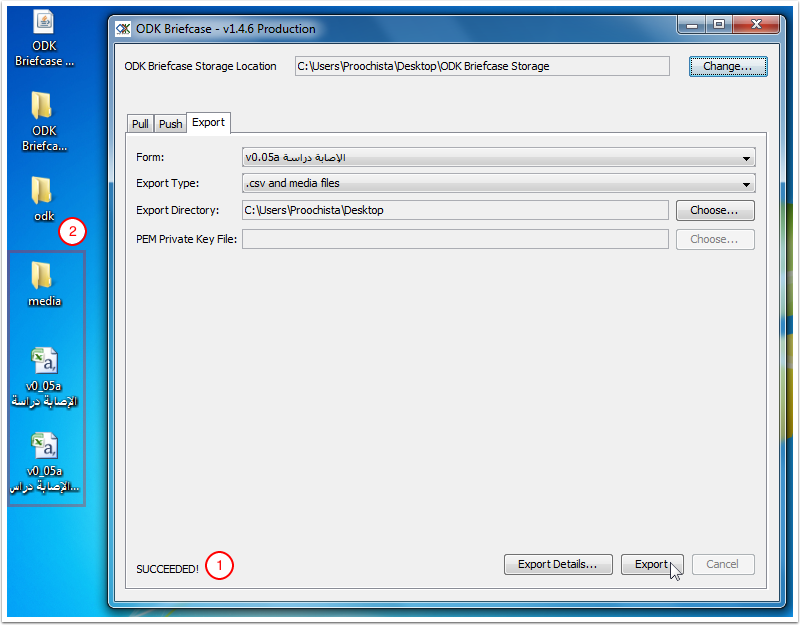 ODK
Briefcase ...
ODK
Briefca...
odk
2
media
v0_05a
الإصابة دراسة
v0_05a
الإصابة دراس...
ODK Briefcase - v1.4.6 Production
ODK Briefcase Storage Location
C:\Users\Proochista\Desktop\ODK Briefcase Storage
Change...
Pull
Push
Export
Form:
v0.05a الإصابة دراسة
Export Type:
.csv and media files
Export Directory:
C:\Users\Proochista\Desktop
Choose...
PEM Private Key File:
Choose...
SUCCEEDED!
1
Export Details...
Export
Cancel